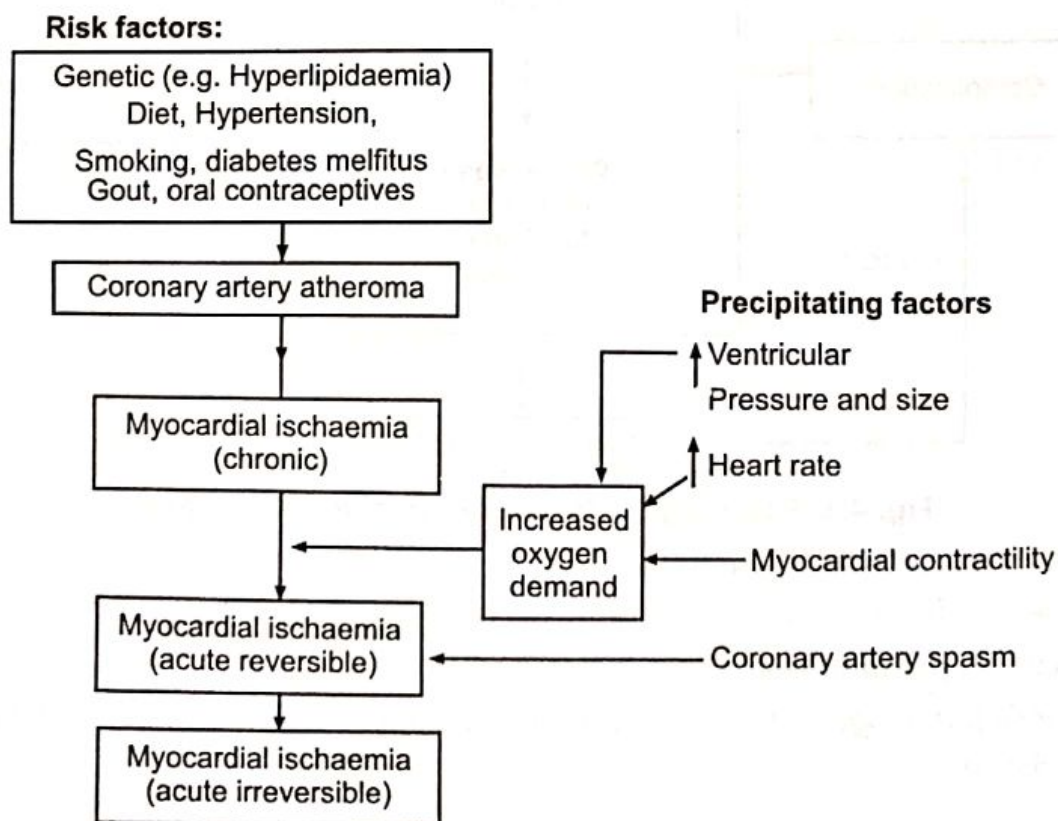 Risk factors:
Genetic (e.g. Hyperlipidaemia)
Diet, Hypertension,
Smoking, diabetes melfitus
Gout, oral contraceptives
Coronary artery atheroma
Precipitating factors
Ventricular
Pressure and size
Myocardial ischaemia
(chronic)
Heart rate
Increased
oxygen
demand
Myocardial contractility
Myocardial ischaemia
(acute reversible)
Coronary artery spasm
Myocardial ischaemia
(acute irreversible)